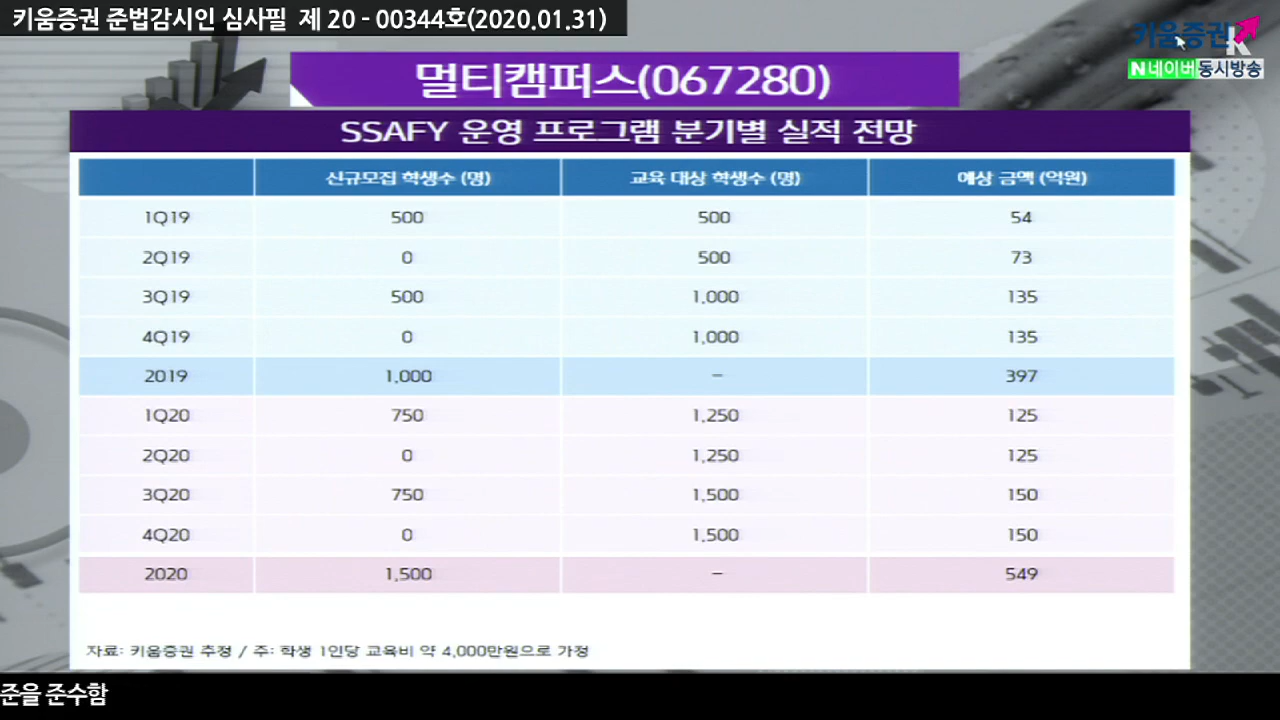 키움증권 준법감시인 심사필 제 20 - 00344호(2020.01.31)
키움증권
N 네이버 동시방송
멀티캠퍼스(067280)
SSAFY 운영 프로그램 분기별 실적 전망
신규모집 학생수 (명) 교육 대상 학생수 (명) 예상 금액 (억원)
1Q19 500 500 54
2Q19 0 500 73
3Q19 500 1,000 135
4Q19 0 1,000 135
2019 1,000 - 397
1Q20 750 1,250 125
2Q20 0 1,250 125
3Q20 750 1,500 150
4Q20 0 1,500 150
2020 1,500 - 549
자료: 키움증권 추정 / 주: 학생 1인당 교육비 약 4,000만원으로 가정
준을 준수함